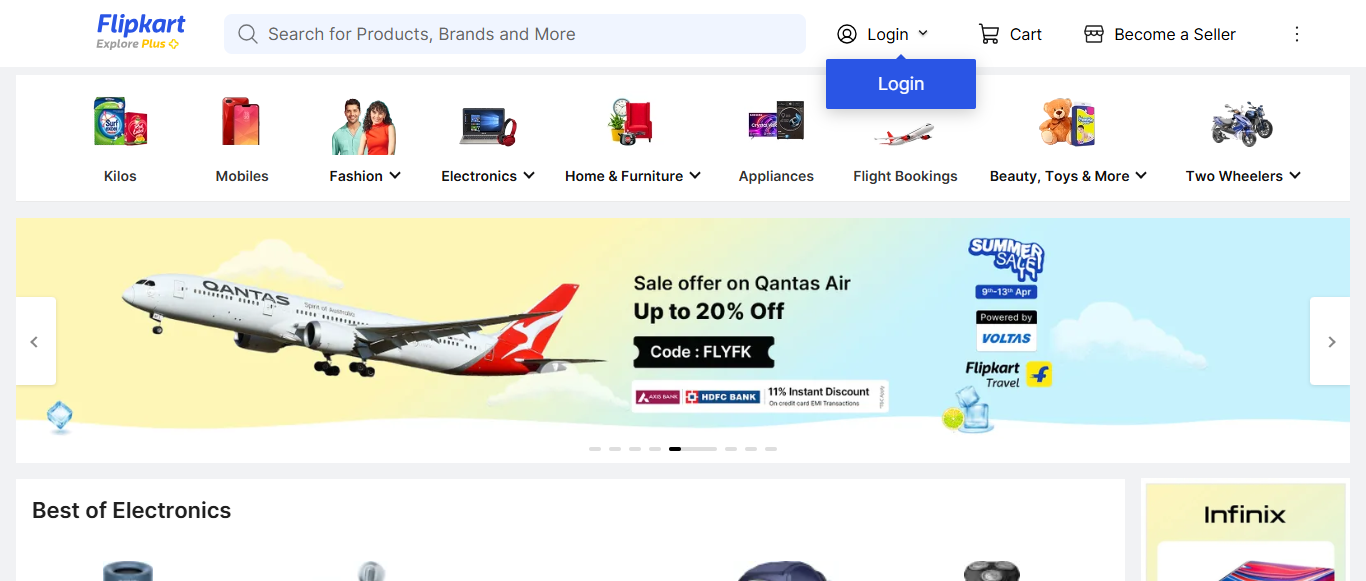 Flipkart
Explore Plus
Search for Products, Brands and More
Login
Cart
Become a Seller
Login
Kilos
Mobiles
Fashion
Electronics
Home & Furniture
Appliances
Flight Bookings
Beauty, Toys & More
Two Wheelers
QANTAS
Spirit of Australia
Sale offer on Qantas Air
Up to 20% Off
Code : FLYFK
AXIS BANK
HDFC BANK
11% Instant Discount
On credit card EMI Transactions
SUMMER
SALE
9th-13th Apr
Powered by
VOLTAS
Flipkart
Travel
Best of Electronics
Infinix